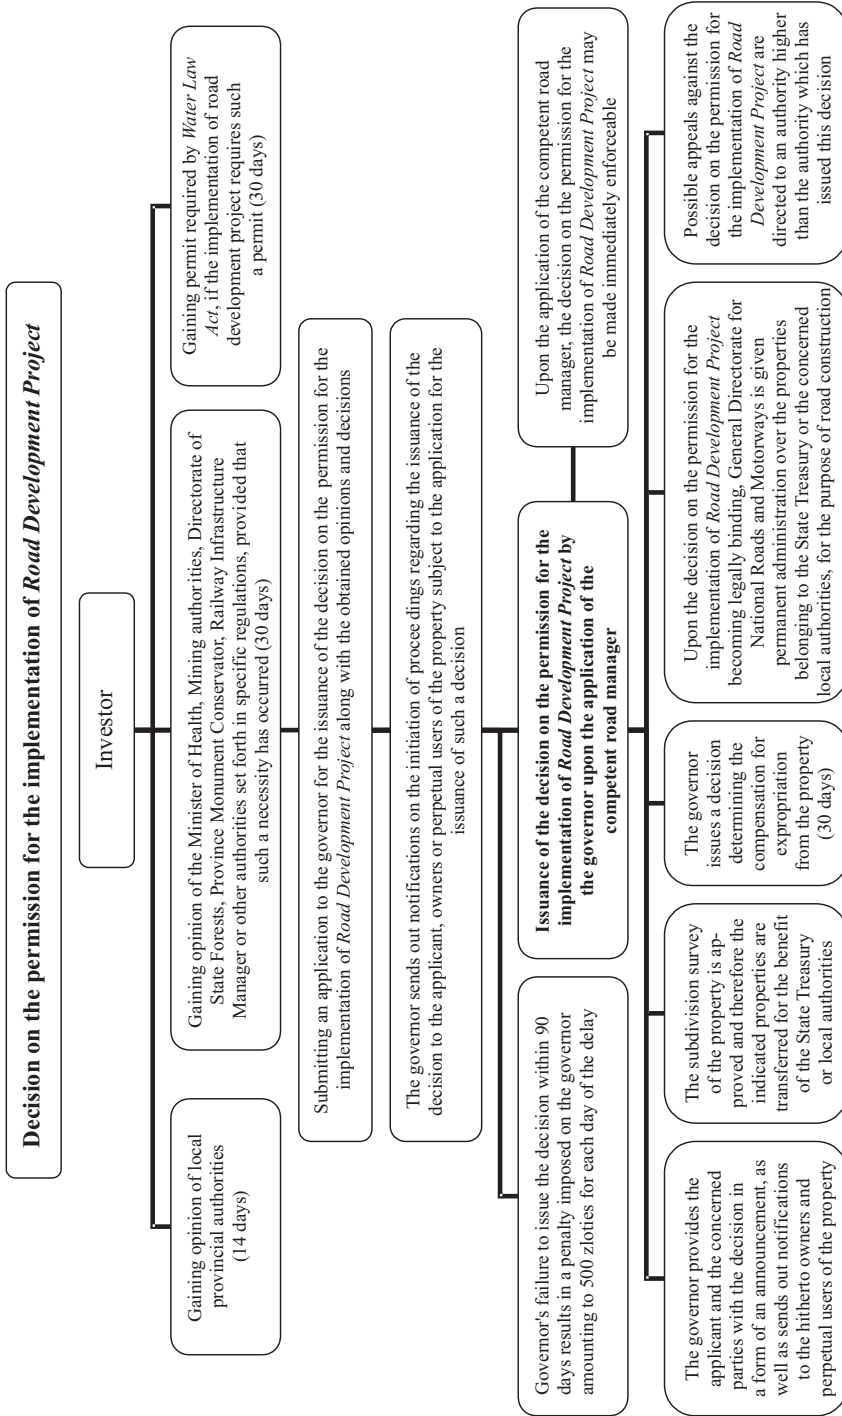 Decision on the permission for the implementation of Road Development Project
Investor
Gaining opinion of local
provincial authorities
(14 days)
Gaining opinion of the Minister of Health, Mining authorities, Directorate of
State Forests, Province Monument Conservator, Railway Infrastructure
Manager or other authorities set forth in specific regulations, provided that
such a necessity has occurred (30 days)
Gaining permit required by Water Law
Act, if the implementation of road
development project requires such
a permit (30 days)
Submitting an application to the governor for the issuance of the decision on the permission for the
implementation of Road Development Project along with the obtained opinions and decisions
The governor sends out notifications on the initiation of proceedings regarding the issuance of the
decision to the applicant, owners or perpetual users of the property subject to the application for the
issuance of such a decision
Governor's failure to issue the decision within 90
days results in a penalty imposed on the governor
amounting to 500 zloties for each day of the delay
Issuance of the decision on the permission for the
implementation of Road Development Project by
the governor upon the application of the
competent road manager
Upon the application of the competent road
manager, the decision on the permission for the
implementation of Road Development Project may
be made immediately enforceable
The governor provides the
applicant and the concerned
parties with the decision in
a form of an announcement, as
well as sends out notifications
to the hitherto owners and
perpetual users of the property
The subdivision survey
of the property is ap-
proved and therefore the
indicated properties are
transferred for the benefit
of the State Treasury
or local authorities
The governor
issues a decision
determining the
compensation for
expropriation
from the property
(30 days)
Upon the decision on the permission for the
implementation of Road Development Project
becoming legally binding, General Directorate for
National Roads and Motorways is given
permanent administration over the properties
belonging to the State Treasury or the concerned
local authorities, for the purpose of road construction
Possible appeals against the
decision on the permission for
the implementation of Road
Development Project are
directed to an authority higher
than the authority which has
issued this decision